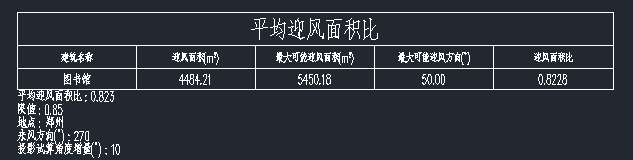 平均迎风面积比
建筑名称 迎风面积(m²) 最大可能迎风面积(m²) 最大可能迎风方向(°) 迎风面积比
图书馆 4484.21 5450.18 50.00 0.8228
平均迎风面积比：0.823
限值：0.85
地点：郑州
来风方向(°)：270
投影试算角度增量(°)：10